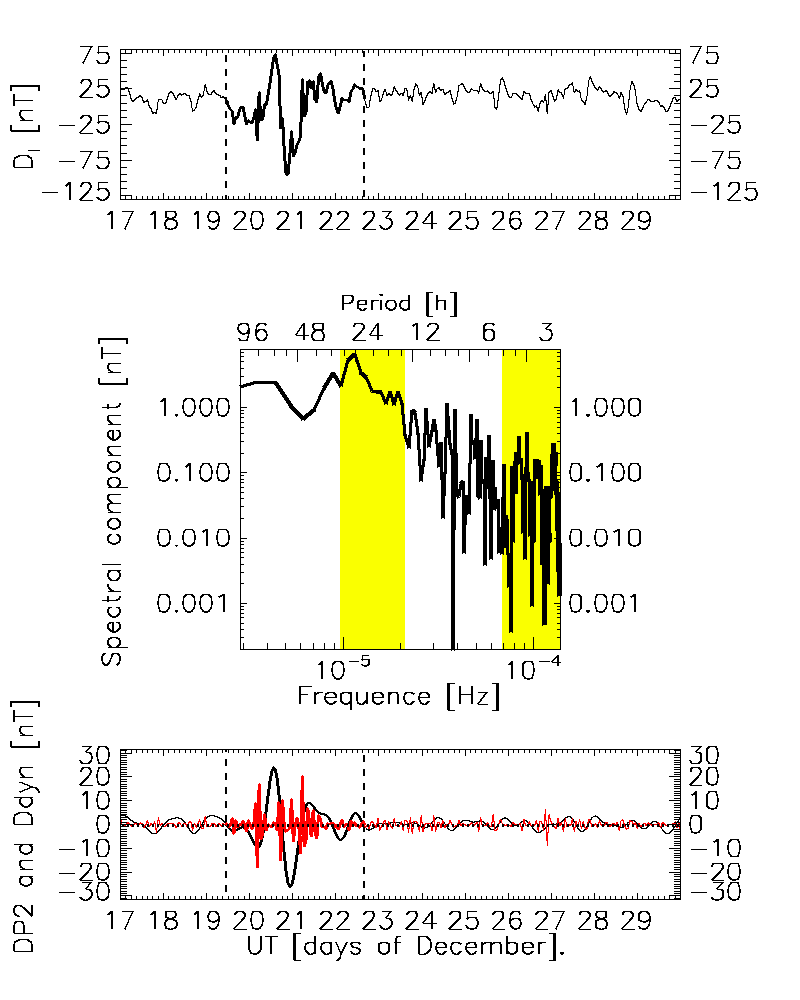 75 75
25 25
−25 −25
−75 −75
−125 −125
D_I [nT]
17 18 19 20 21 22 23 24 25 26 27 28 29
Period [h]
96 48 24 12 6 3
Spectral component [nT]
1.000 1.000
0.100 0.100
0.010 0.010
0.001 0.001
10⁻⁵ 10⁻⁴
Frequence [Hz]
DP2 and Ddyn [nT]
30 30
20 20
10 10
0 0
−10 −10
−20 −20
−30 −30
17 18 19 20 21 22 23 24 25 26 27 28 29
UT [days of December].